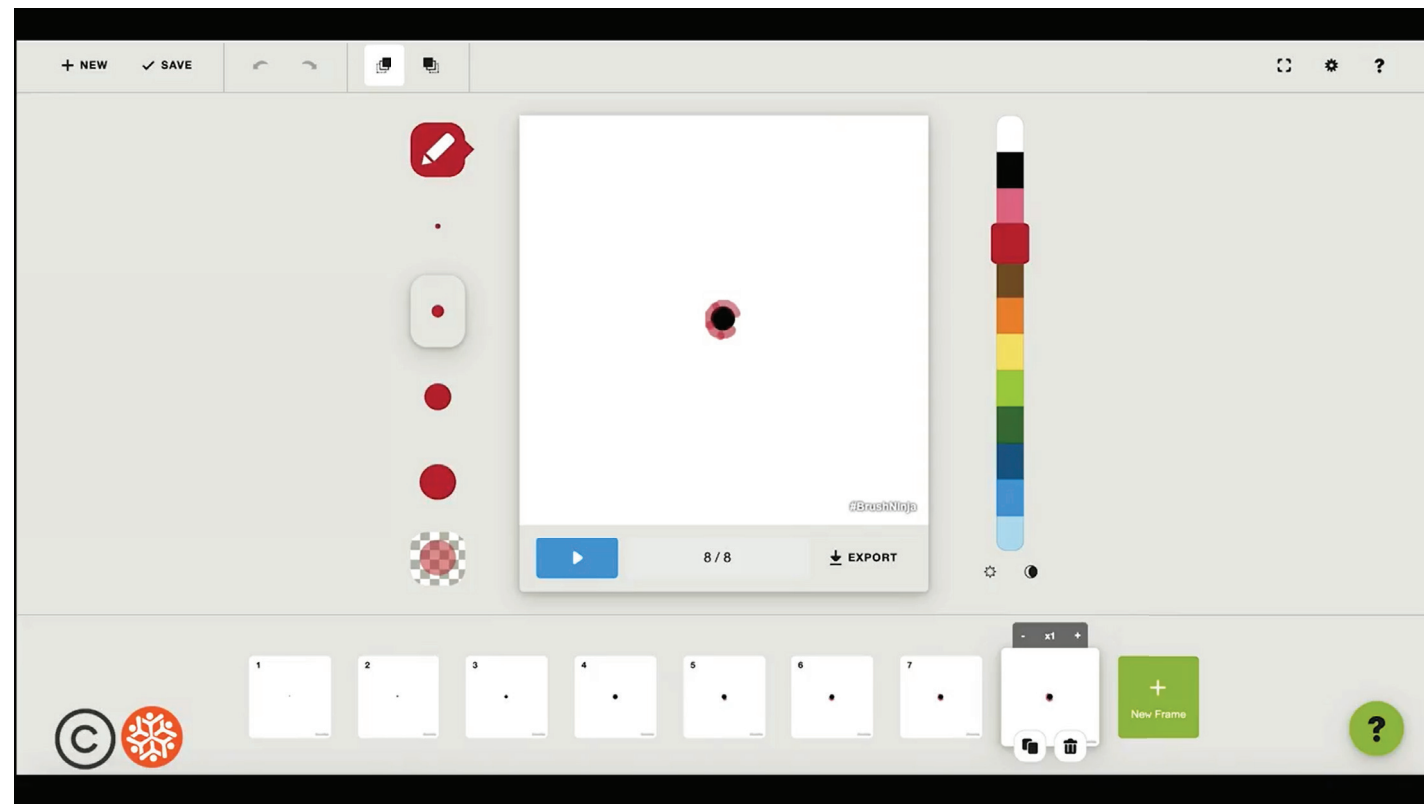 + NEW ✓ SAVE ?
#BrushNinja
8 / 8 EXPORT
- x1 +
1 2 3 4 5 6 7
+
New Frame
© ?